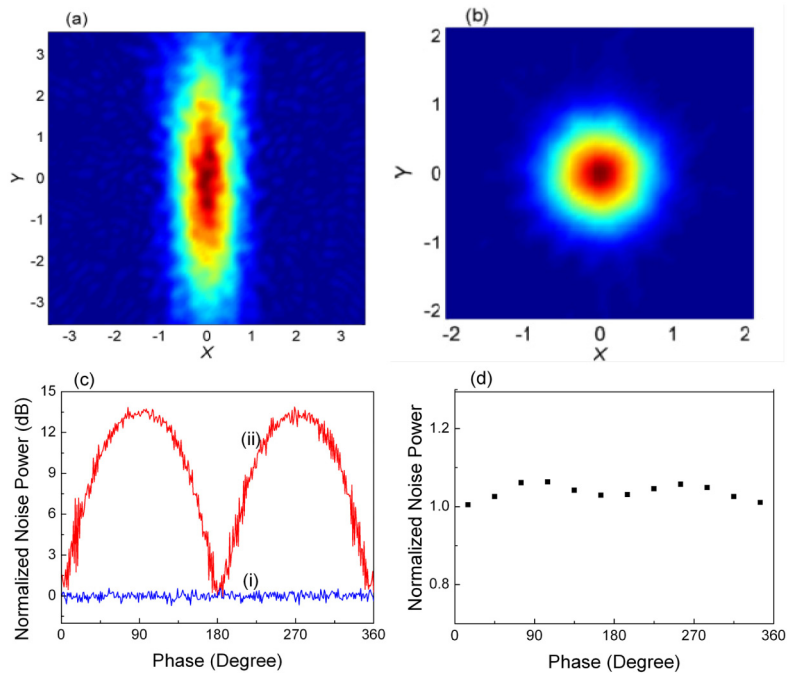 (a)
3
2
1
0
-1
-2
-3
Y
-3 -1 0 1 3
X
(b)
2
1
0
-1
-2
Y
-2 -1 0 1 2
X
(c)
15
12
9
6
3
0
Normalized Noise Power (dB)
(ii)
(i)
0 90 180 270 360
Phase (Degree)
(d)
1.2
1.0
0.8
Normalized Noise Power
0 90 180 270 360
Phase (Degree)